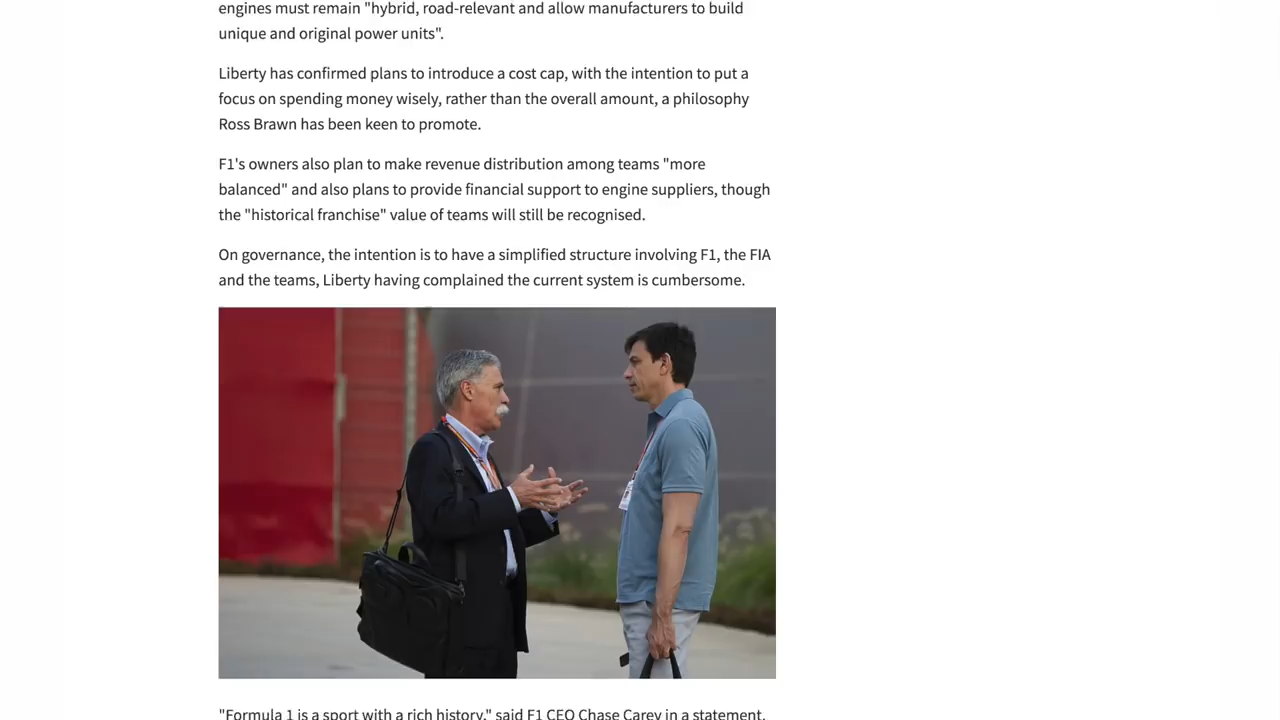 engines must remain "hybrid, road-relevant and allow manufacturers to build
unique and original power units".
Liberty has confirmed plans to introduce a cost cap, with the intention to put a
focus on spending money wisely, rather than the overall amount, a philosophy
Ross Brawn has been keen to promote.
F1's owners also plan to make revenue distribution among teams "more
balanced" and also plans to provide financial support to engine suppliers, though
the "historical franchise" value of teams will still be recognised.
On governance, the intention is to have a simplified structure involving F1, the FIA
and the teams, Liberty having complained the current system is cumbersome.
"Formula 1 is a sport with a rich history," said F1 CEO Chase Carey in a statement.